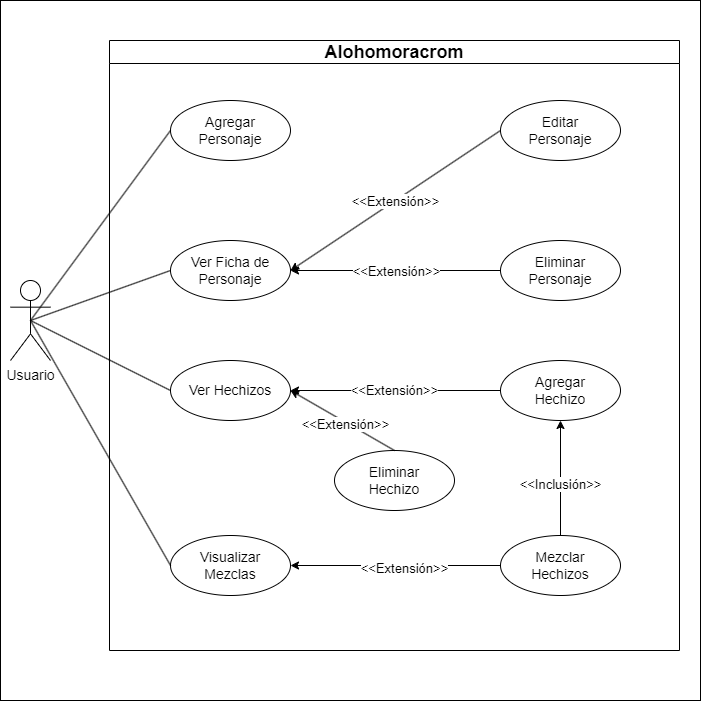 Alohomoracrom
Agregar
Personaje
Editar
Personaje
<<Extensión>>
Ver Ficha de
Personaje
<<Extensión>>
Eliminar
Personaje
Usuario
Ver Hechizos
<<Extensión>>
Agregar
Hechizo
<<Extensión>>
Eliminar
Hechizo
<<Inclusión>>
Visualizar
Mezclas
<<Extensión>>
Mezclar
Hechizos